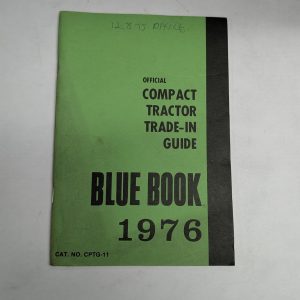 OFFICIAL
COMPACT
TRACTOR
TRADE-IN
GUIDE
BLUE BOOK
1976
CAT. NO. CPTG-11